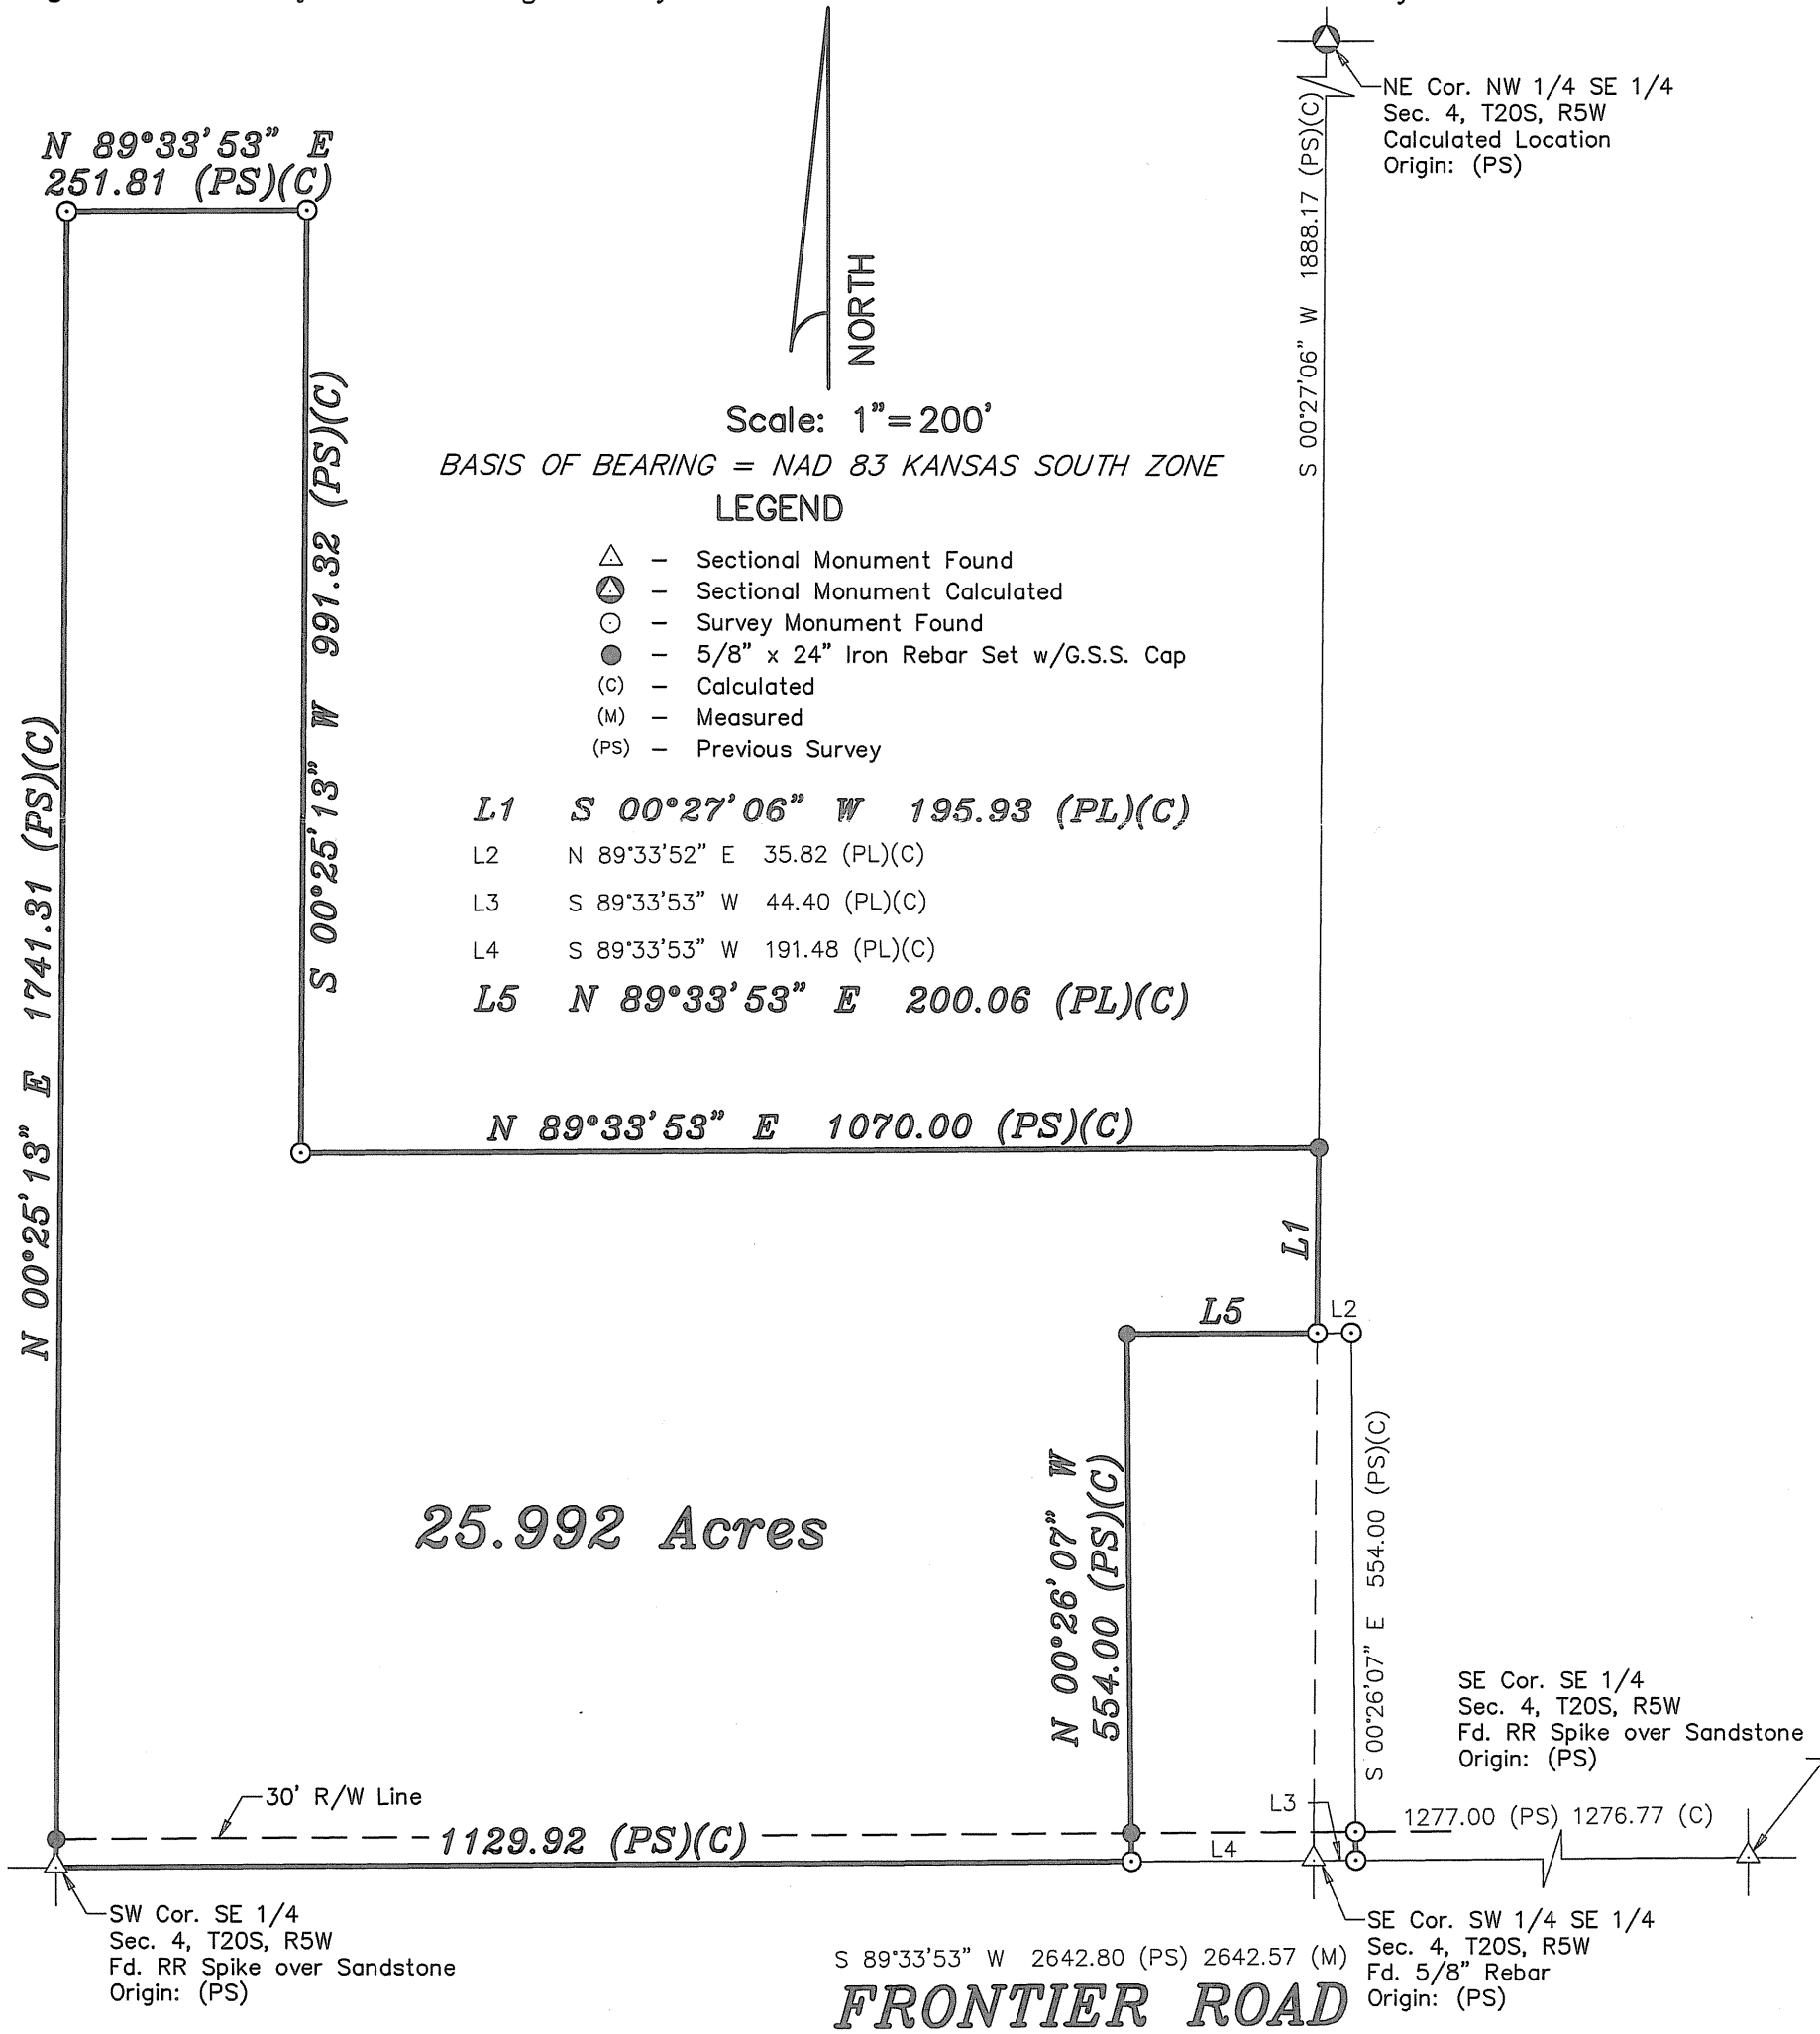 NE Cor. NW 1/4 SE 1/4
Sec. 4, T20S, R5W
Calculated Location
Origin: (PS)
N 89°33'53" E
251.81 (PS)(C)
S 00°27'06" W 1888.17 (PS)(C)
NORTH
Scale: 1"=200'
BASIS OF BEARING = NAD 83 KANSAS SOUTH ZONE
LEGEND
– Sectional Monument Found
– Sectional Monument Calculated
– Survey Monument Found
– 5/8" x 24" Iron Rebar Set w/G.S.S. Cap
(C) – Calculated
(M) – Measured
(PS) – Previous Survey
L1 S 00°27'06" W 195.93 (PL)(C)
L2 N 89°33'52" E 35.82 (PL)(C)
L3 S 89°33'53" W 44.40 (PL)(C)
L4 S 89°33'53" W 191.48 (PL)(C)
L5 N 89°33'53" E 200.06 (PL)(C)
S 00°25'13" W 991.32 (PS)(C)
N 00°25'13" E 1741.31 (PS)(C)
N 89°33'53" E 1070.00 (PS)(C)
L1
L5
L2
25.992 Acres
N 00°26'07" W
554.00 (PS)(C)
S 00°26'07" E 554.00 (PS)(C)
SE Cor. SE 1/4
Sec. 4, T20S, R5W
Fd. RR Spike over Sandstone
Origin: (PS)
30' R/W Line
L3
1277.00 (PS) 1276.77 (C)
1129.92 (PS)(C)
L4
SW Cor. SE 1/4
Sec. 4, T20S, R5W
Fd. RR Spike over Sandstone
Origin: (PS)
SE Cor. SW 1/4 SE 1/4
Sec. 4, T20S, R5W
Fd. 5/8" Rebar
Origin: (PS)
S 89°33'53" W 2642.80 (PS) 2642.57 (M)
FRONTIER ROAD